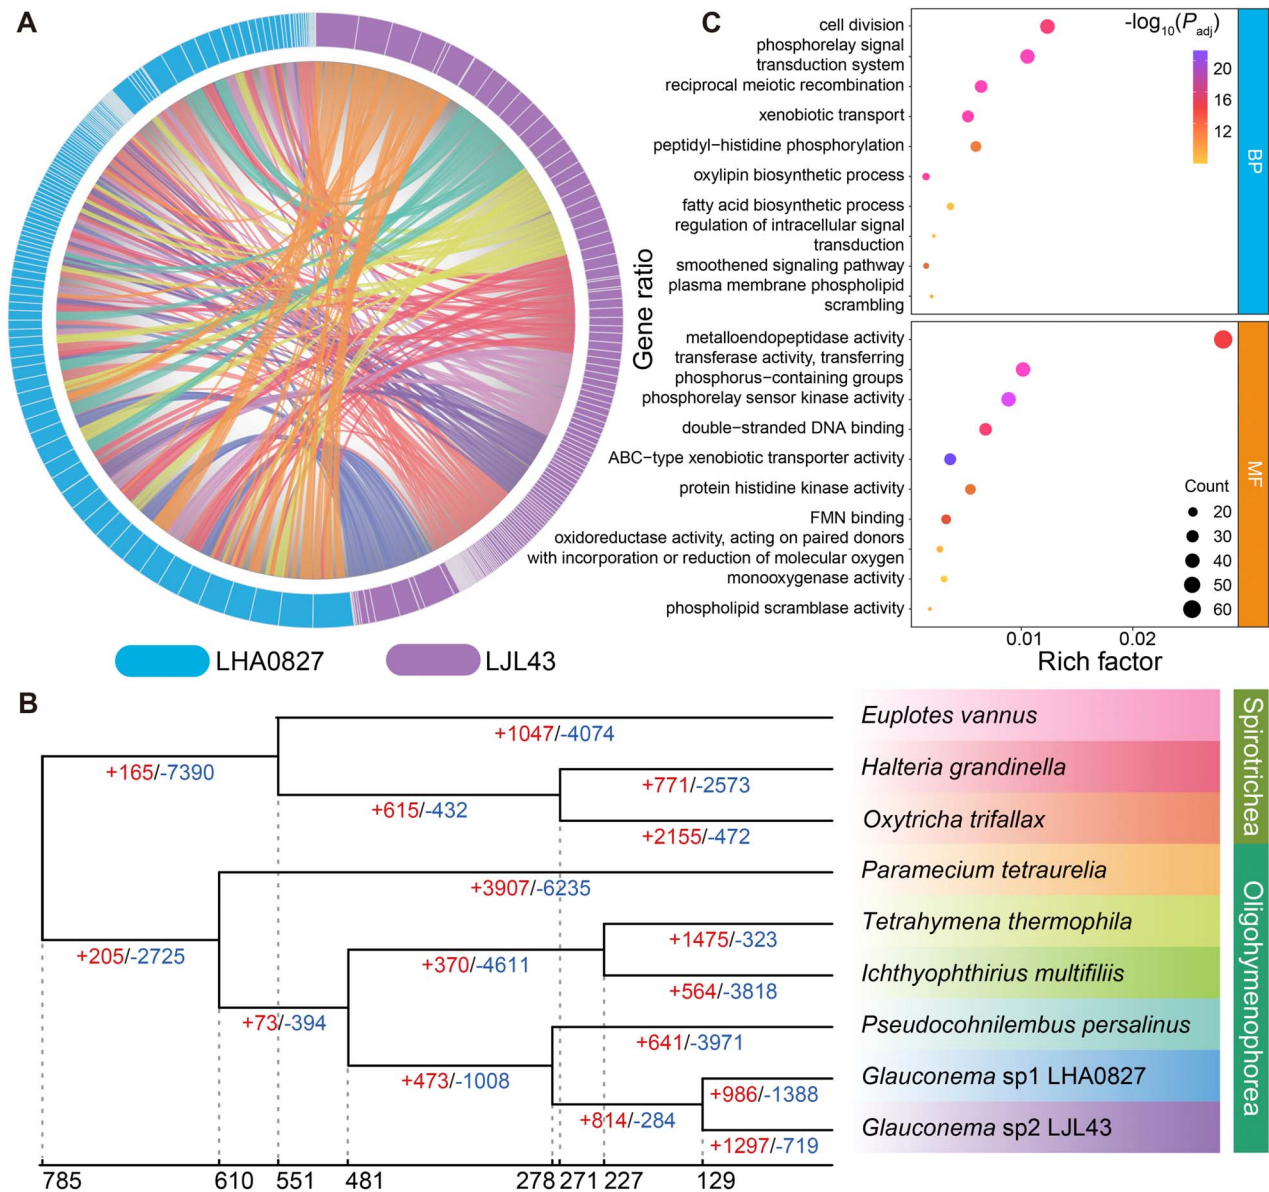 A
LHA0827
LJL43
C
Gene ratio
cell division
phosphorelay signal
transduction system
reciprocal meiotic recombination
xenobiotic transport
peptidyl−histidine phosphorylation
oxylipin biosynthetic process
fatty acid biosynthetic process
regulation of intracellular signal
transduction
smoothened signaling pathway
plasma membrane phospholipid
scrambling
-log10(Padj)
20
16
12
BP
metalloendopeptidase activity
transferase activity, transferring
phosphorus−containing groups
phosphorelay sensor kinase activity
double−stranded DNA binding
ABC−type xenobiotic transporter activity
protein histidine kinase activity
FMN binding
oxidoreductase activity, acting on paired donors
with incorporation or reduction of molecular oxygen
monooxygenase activity
phospholipid scramblase activity
Count
20
30
40
50
60
MF
0.01 0.02
Rich factor
B
+1047/-4074
+165/-7390
+771/-2573
+615/-432
+2155/-472
+3907/-6235
+1475/-323
+205/-2725
+370/-4611
+564/-3818
+73/-394
+641/-3971
+473/-1008
+986/-1388
+814/-284
+1297/-719
785 610 551 481 278 271 227 129
Euplotes vannus
Halteria grandinella
Oxytricha trifallax
Paramecium tetraurelia
Tetrahymena thermophila
Ichthyophthirius multifiliis
Pseudocohnilembus persalinus
Glauconema sp1 LHA0827
Glauconema sp2 LJL43
Spirotrichea
Oligohymenophorea